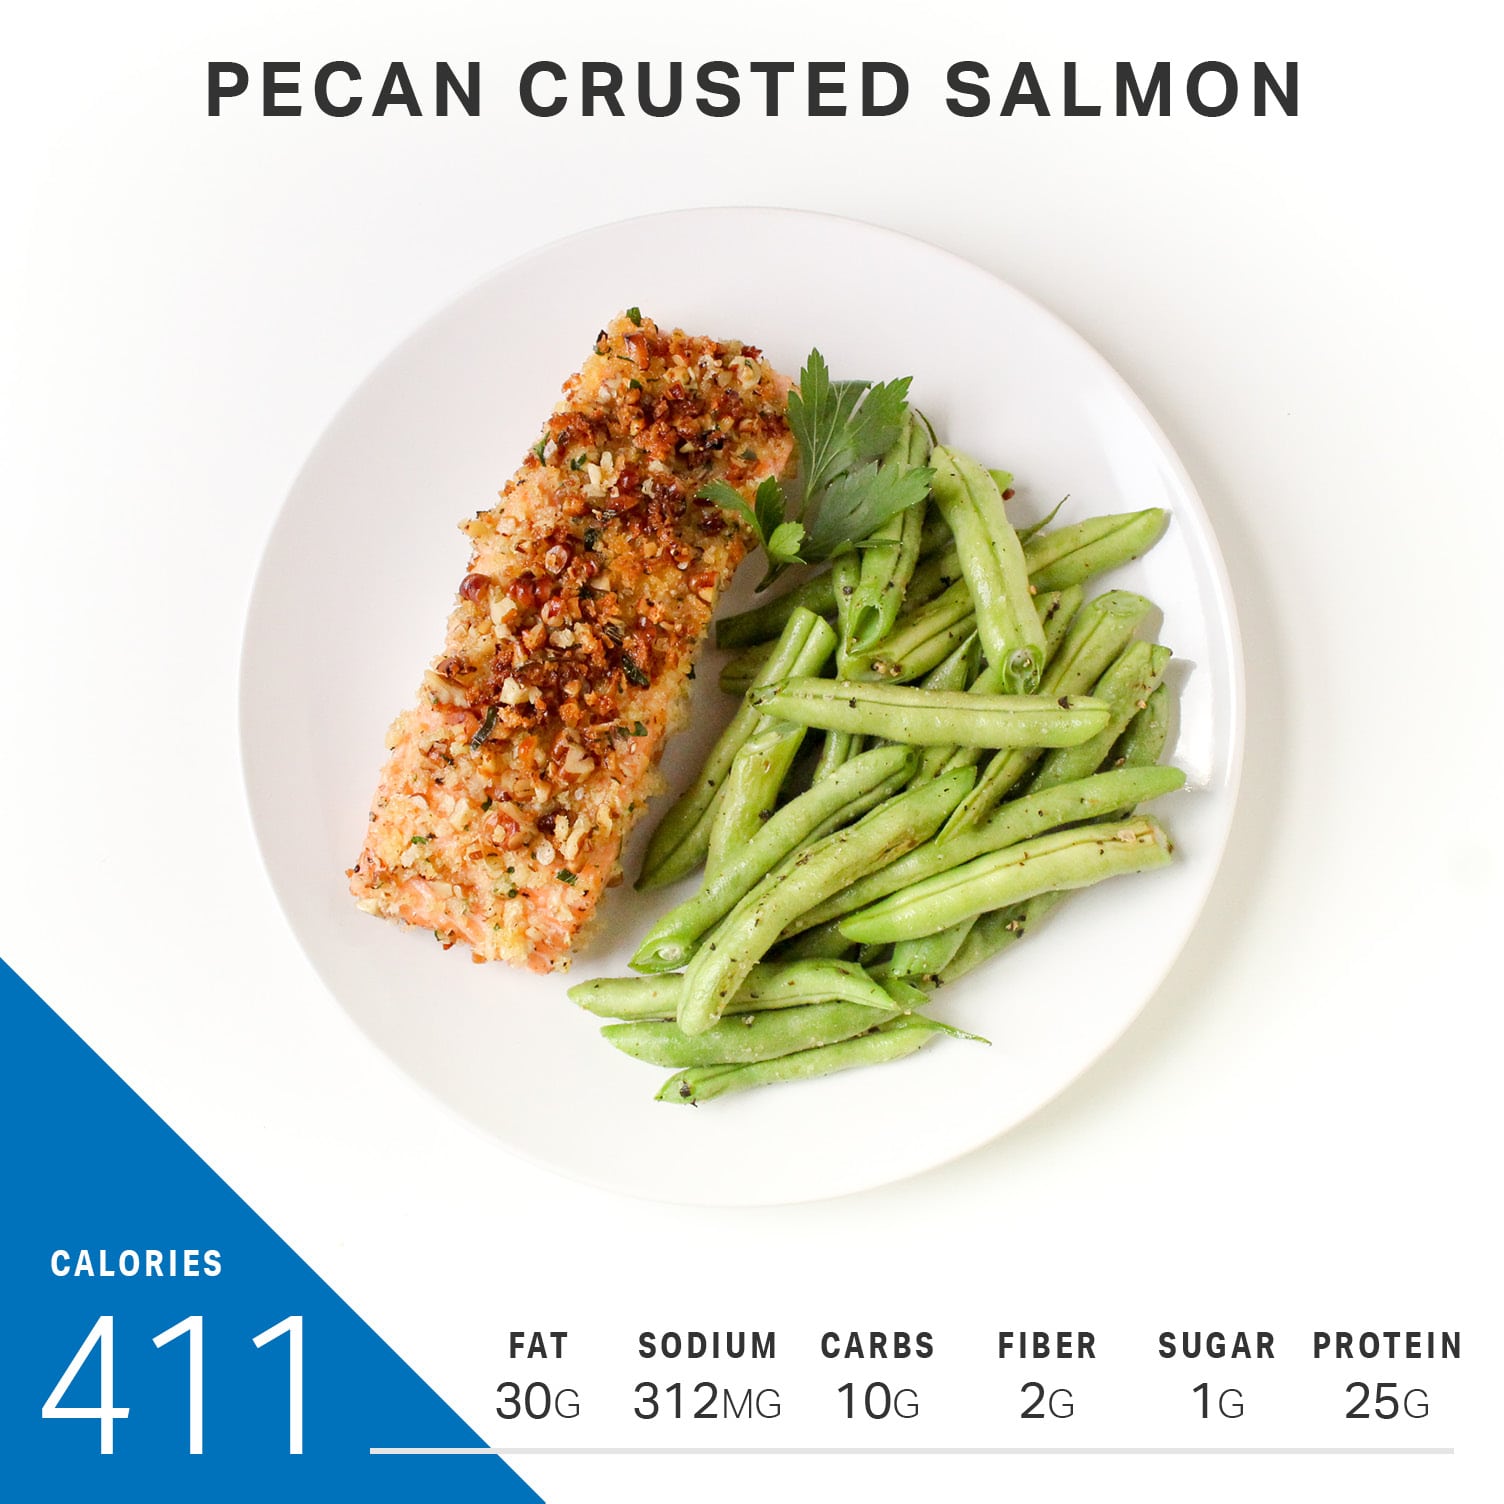 PECAN CRUSTED SALMON
CALORIES
411
FAT SODIUM CARBS FIBER SUGAR PROTEIN
30G 312MG 10G 2G 1G 25G